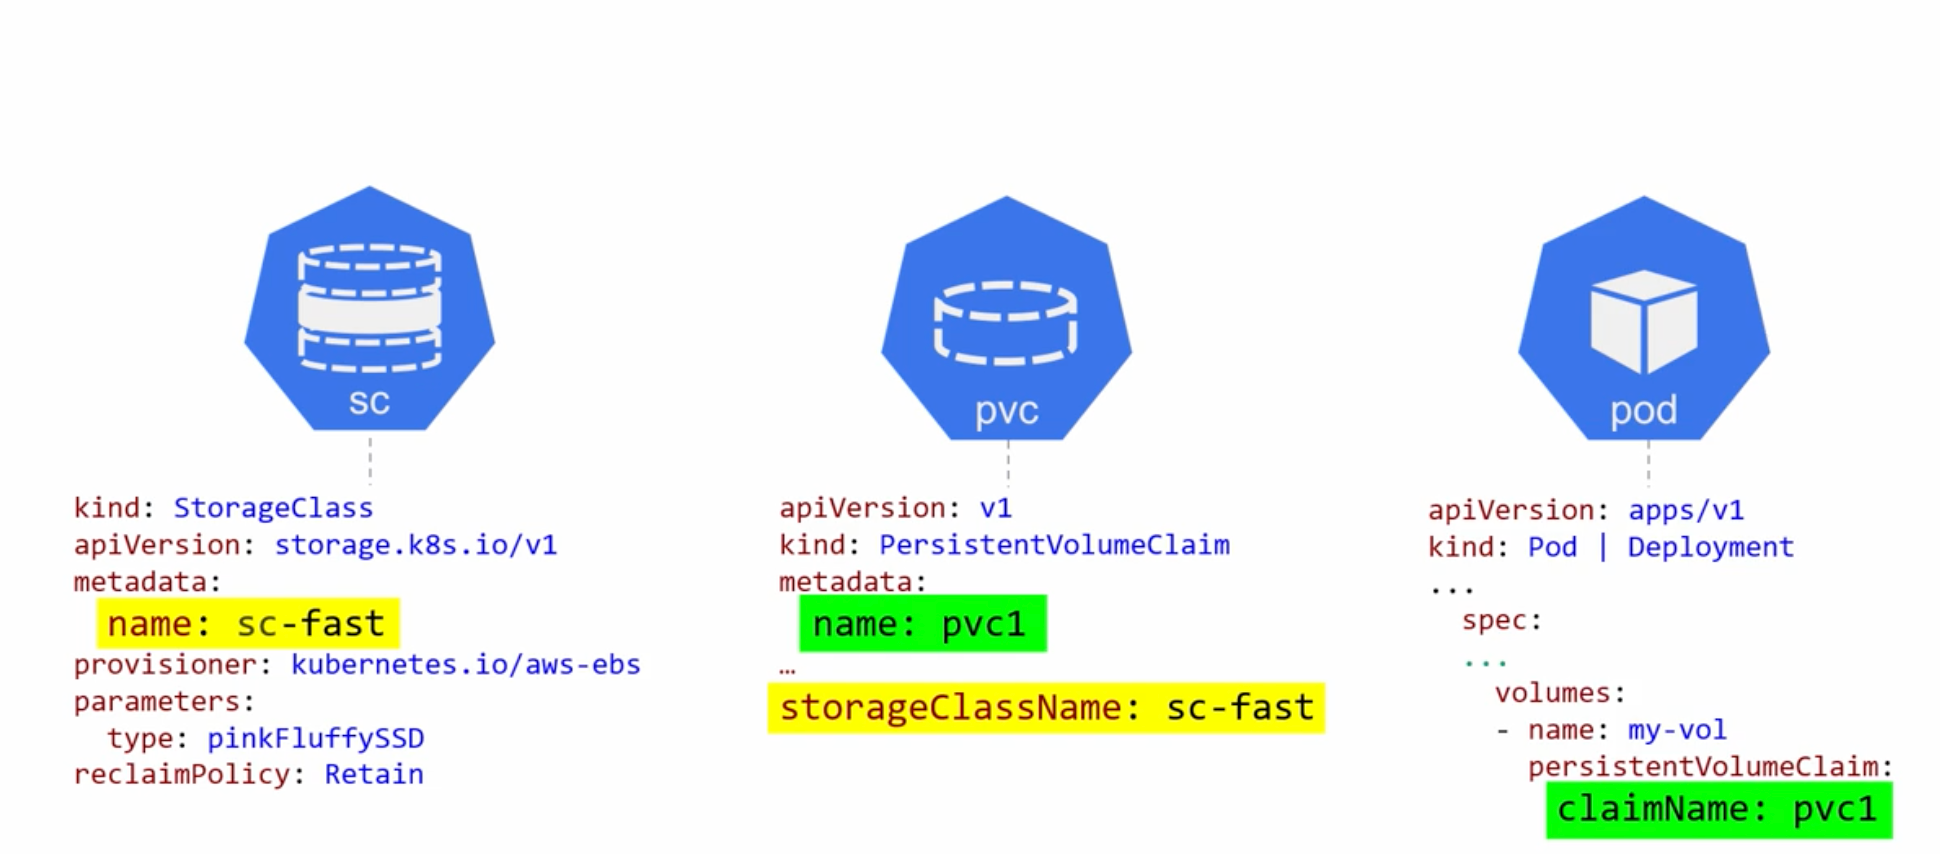 sc
kind: StorageClass
apiVersion: storage.k8s.io/v1
metadata:
name: sc-fast
provisioner: kubernetes.io/aws-ebs
parameters:
type: pinkFluffySSD
reclaimPolicy: Retain
pvc
apiVersion: v1
kind: PersistentVolumeClaim
metadata:
name: pvc1
…
storageClassName: sc-fast
pod
apiVersion: apps/v1
kind: Pod | Deployment
...
spec:
...
volumes:
- name: my-vol
persistentVolumeClaim:
claimName: pvc1